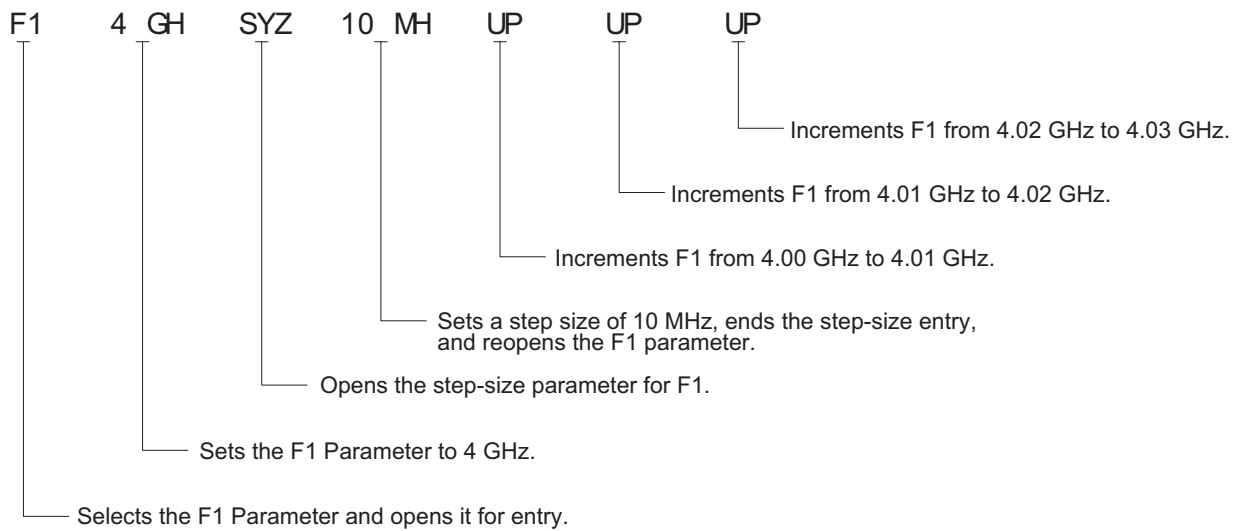 F1 4 GH SYZ 10 MH UP UP UP
Increments F1 from 4.02 GHz to 4.03 GHz.
Increments F1 from 4.01 GHz to 4.02 GHz.
Increments F1 from 4.00 GHz to 4.01 GHz.
Sets a step size of 10 MHz, ends the step-size entry,
and reopens the F1 parameter.
Opens the step-size parameter for F1.
Sets the F1 Parameter to 4 GHz.
Selects the F1 Parameter and opens it for entry.